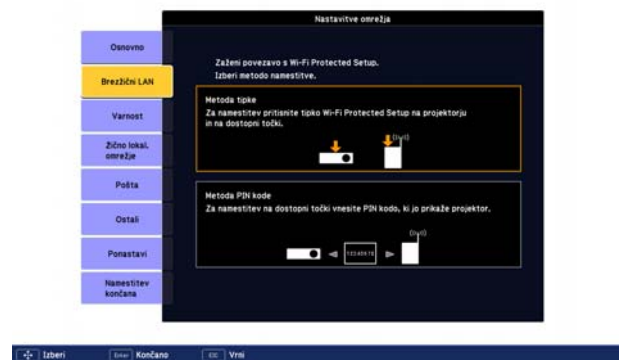 Nastavitve omrežja
Osnovno
Brezžični LAN
Varnost
Žično lokal.
omrežje
Pošta
Ostali
Ponastavi
Namestitev
končana
Zaženi povezavo s Wi-Fi Protected Setup.
Izberi metodo namestitve.
Metoda tipke
Za namestitev pritisnite tipko Wi-Fi Protected Setup na projektorju
in na dostopni točki.
Metoda PIN kode
Za namestitev na dostopni točki vnesite PIN kodo, ki jo prikaže projektor.
Izberi
Enter Končano
Esc Vrni